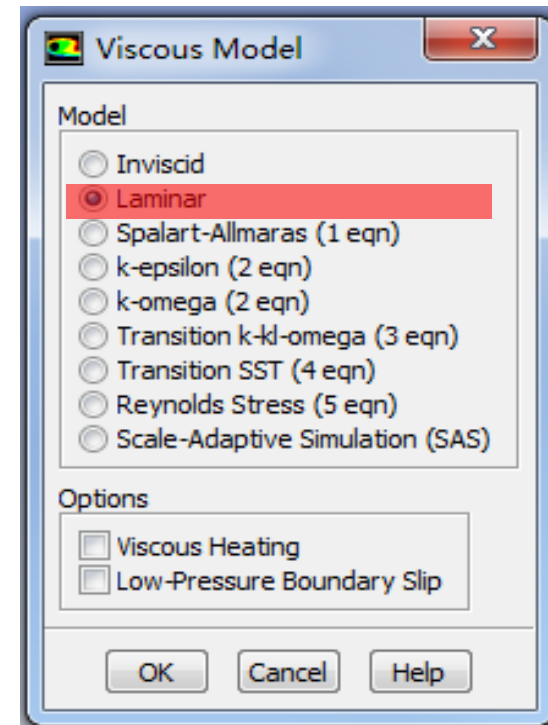 Viscous Model
Model
Inviscid
Laminar
Spalart-Allmaras (1 eqn)
k-epsilon (2 eqn)
k-omega (2 eqn)
Transition k-kl-omega (3 eqn)
Transition SST (4 eqn)
Reynolds Stress (5 eqn)
Scale-Adaptive Simulation (SAS)
Options
Viscous Heating
Low-Pressure Boundary Slip
OK Cancel Help